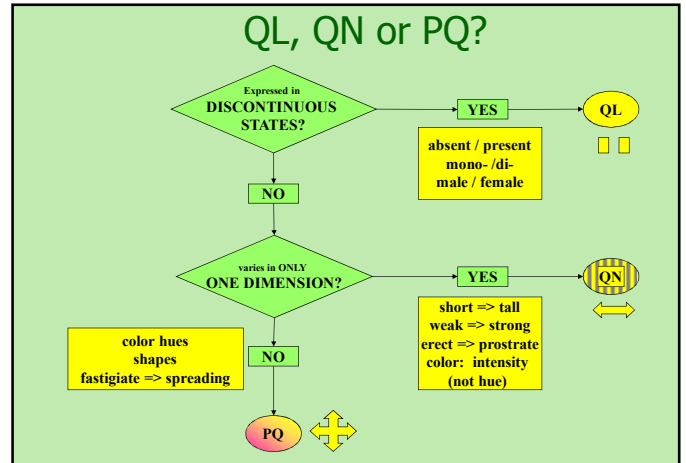 QL, QN or PQ?
Expressed in
DISCONTINUOUS
STATES?
YES
QL
absent / present
mono- /di-
male / female
NO
varies in ONLY
ONE DIMENSION?
YES
QN
short => tall
weak => strong
erect => prostrate
color: intensity
(not hue)
color hues
shapes
fastigiate => spreading
NO
PQ